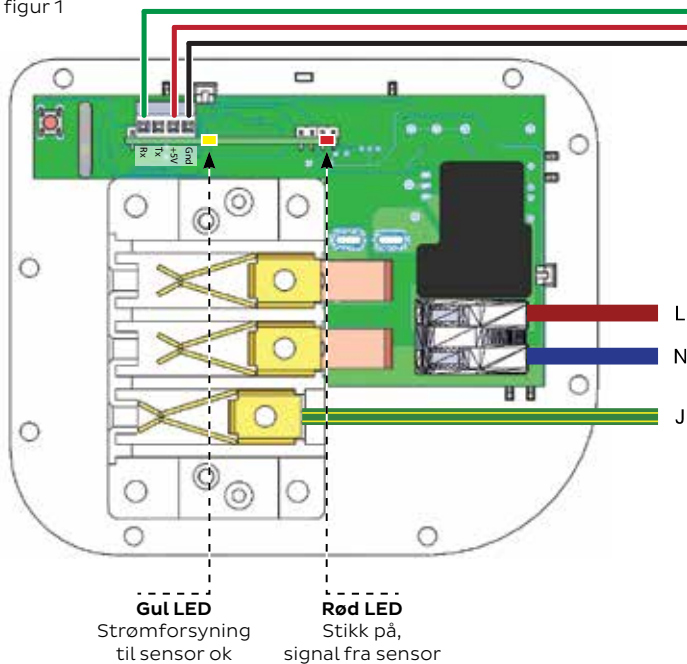 figur 1
Rx
Tx
+5V
Gnd
L
N
J
Gul LED
Strømforsyning
til sensor ok
Rød LED
Stikk på,
signal fra sensor